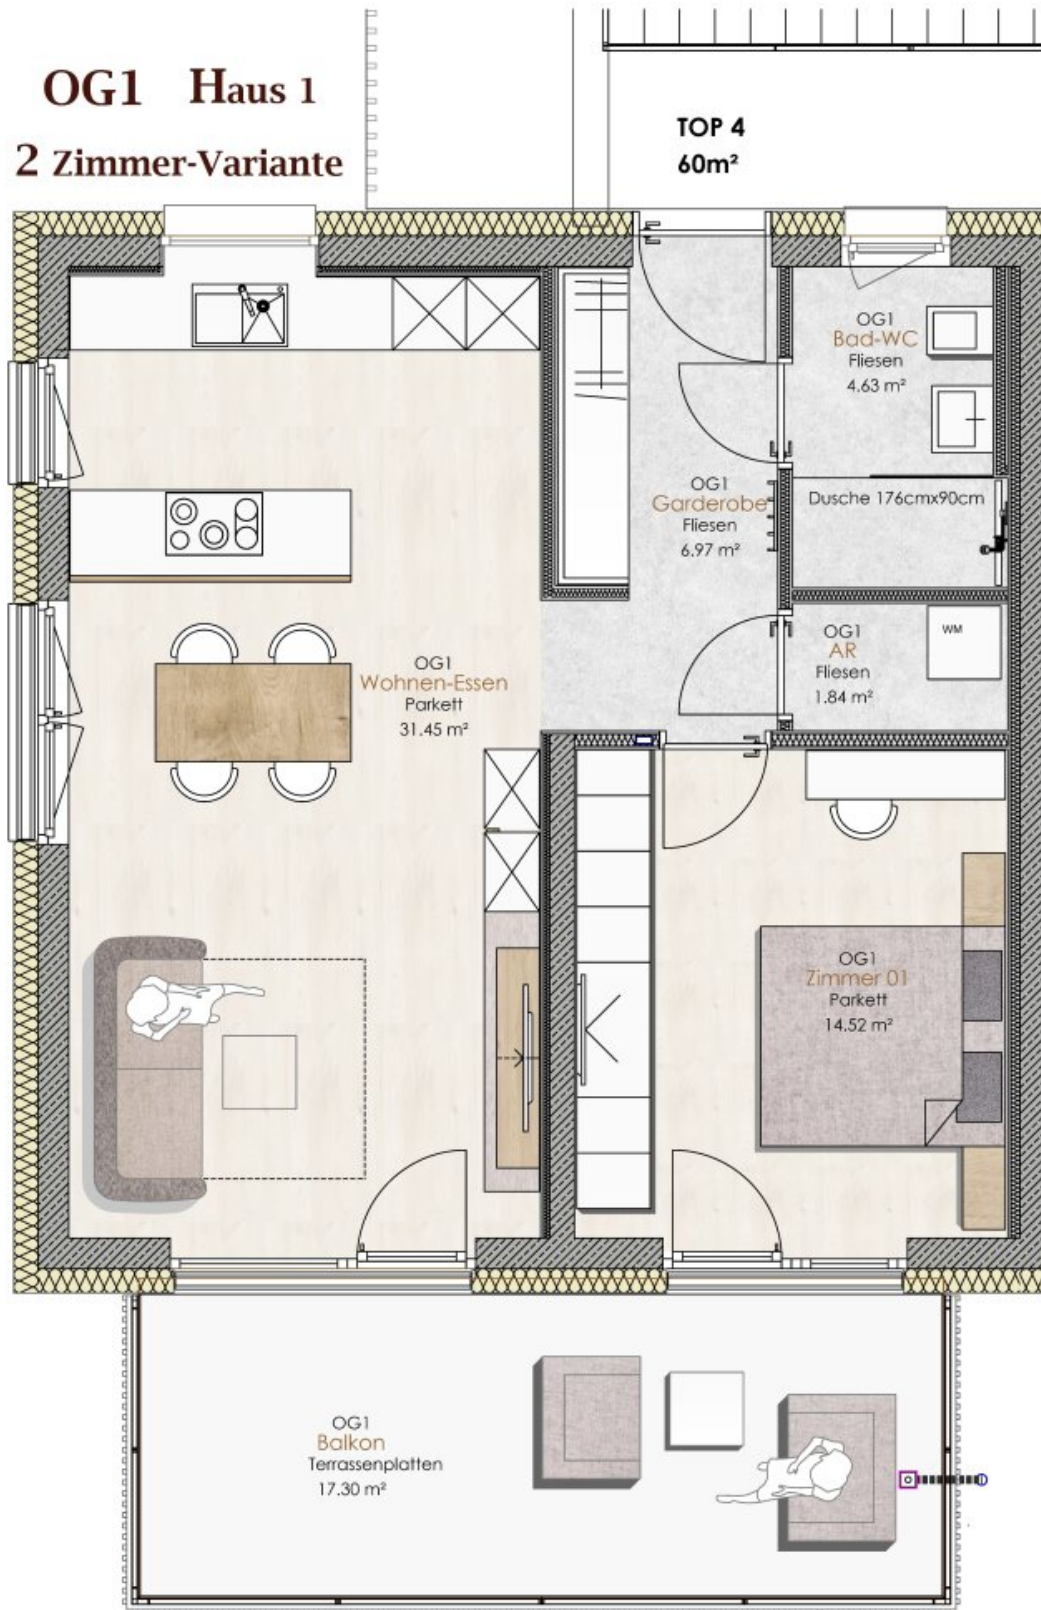 OG1 Haus 1
2 Zimmer-Variante
TOP 4
60m²
OG1
Bad-WC
Fliesen
4.63 m²
OG1
Garderobe
Fliesen
6.97 m²
Dusche 176cmx90cm
OG1
AR
Fliesen
1.84 m²
WM
OG1
Wohnen-Essen
Parkett
31.45 m²
OG1
Zimmer 01
Parkett
14.52 m²
OG1
Balkon
Terrassenplatten
17.30 m²